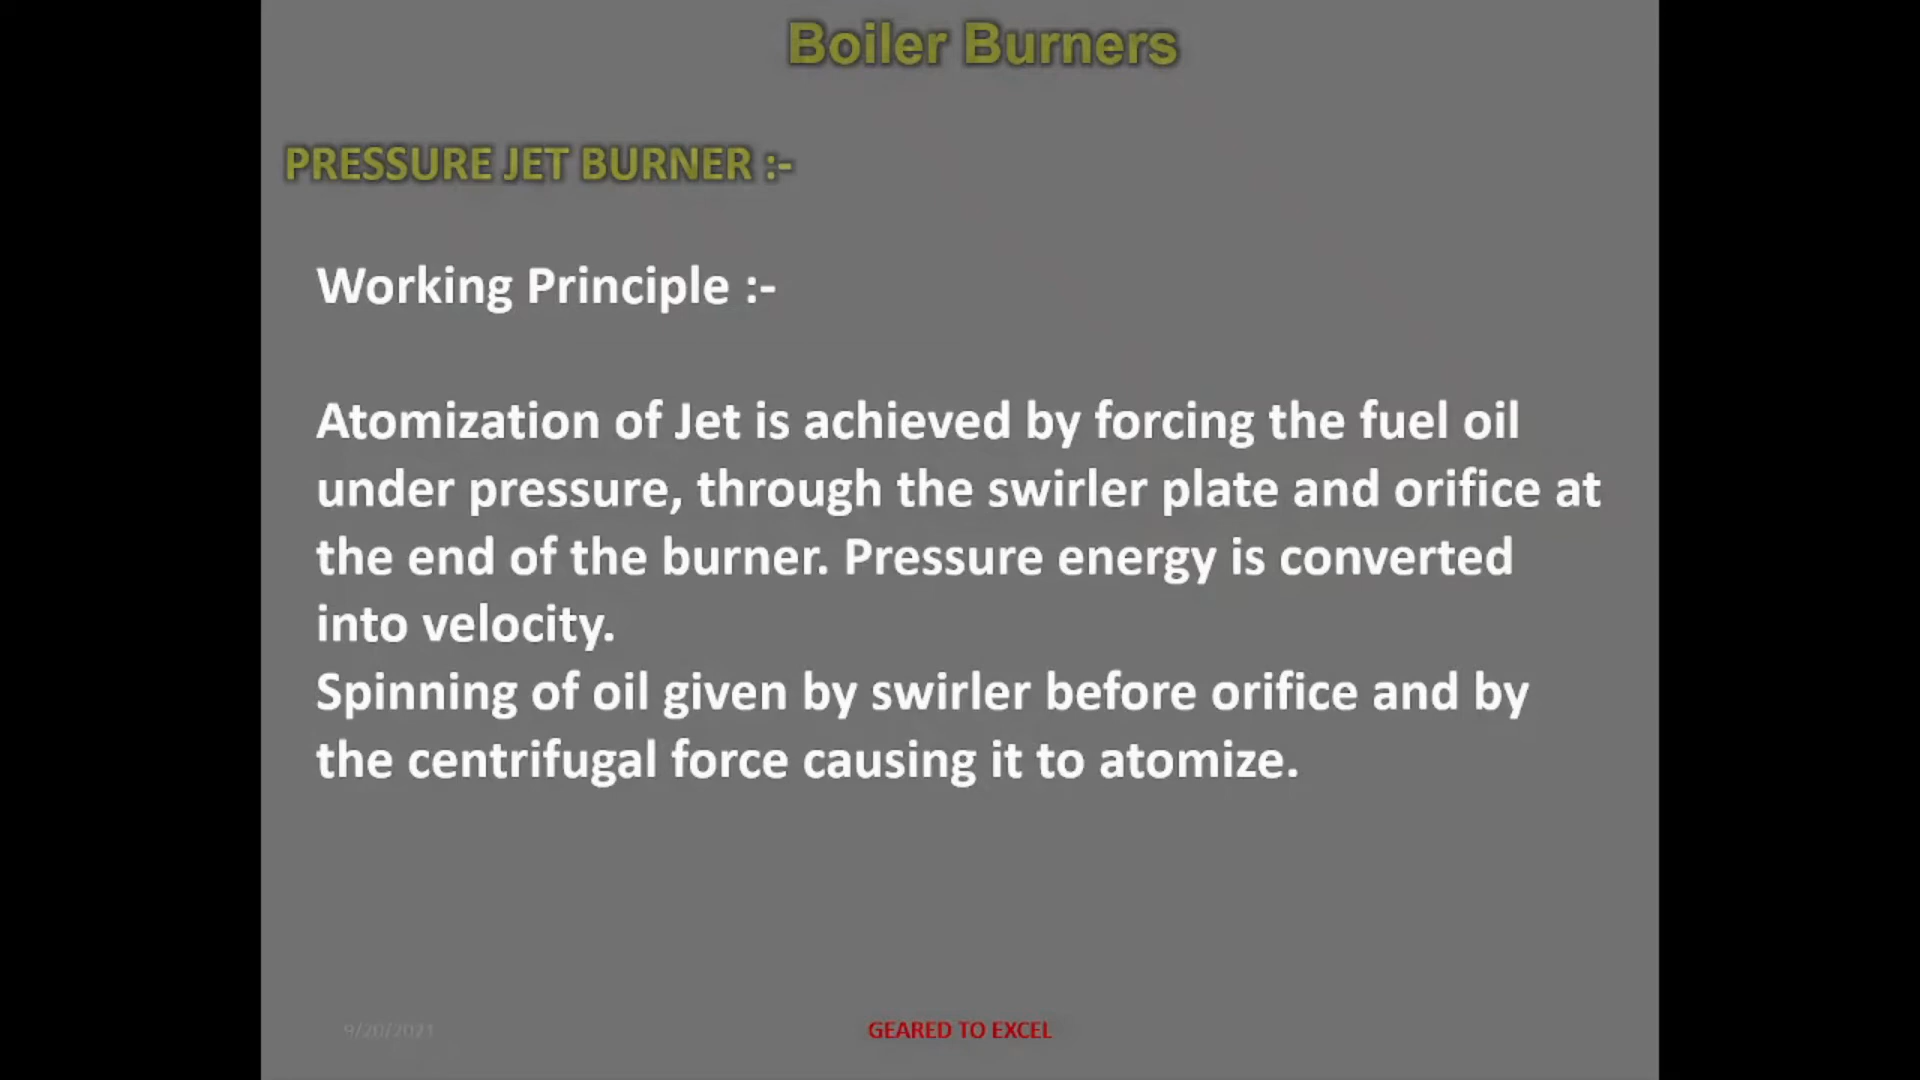 Boiler Burners
PRESSURE JET BURNER :-
Working Principle :-
Atomization of Jet is achieved by forcing the fuel oil
under pressure, through the swirler plate and orifice at
the end of the burner. Pressure energy is converted
into velocity.
Spinning of oil given by swirler before orifice and by
the centrifugal force causing it to atomize.
9/20/2021
GEARED TO EXCEL